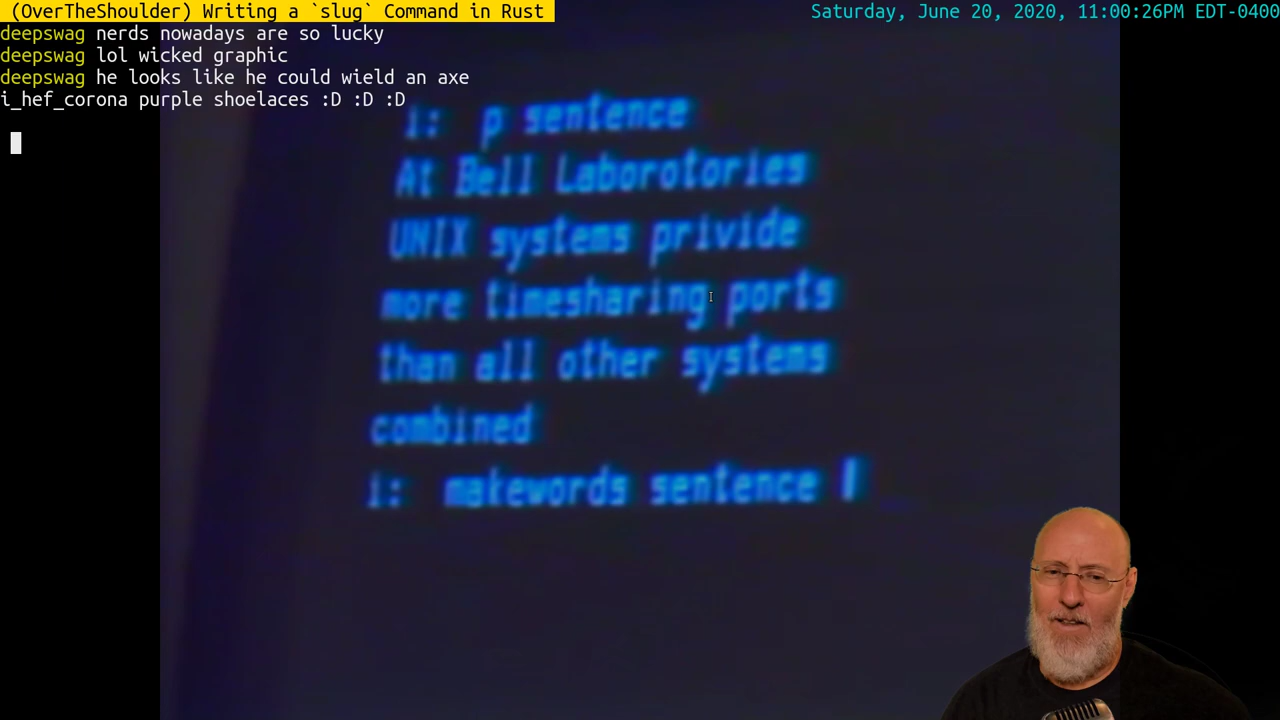 (OverTheShoulder) Writing a `slug` Command in Rust
Saturday, June 20, 2020, 11:00:26PM EDT-0400
deepswag nerds nowadays are so lucky
deepswag lol wicked graphic
deepswag he looks like he could wield an axe
i_hef_corona purple shoelaces :D :D :D
1: p sentence
At Bell Laborotories
UNIX systems privide
more timesharing ports
than all other systems
combined
1: makewords sentence